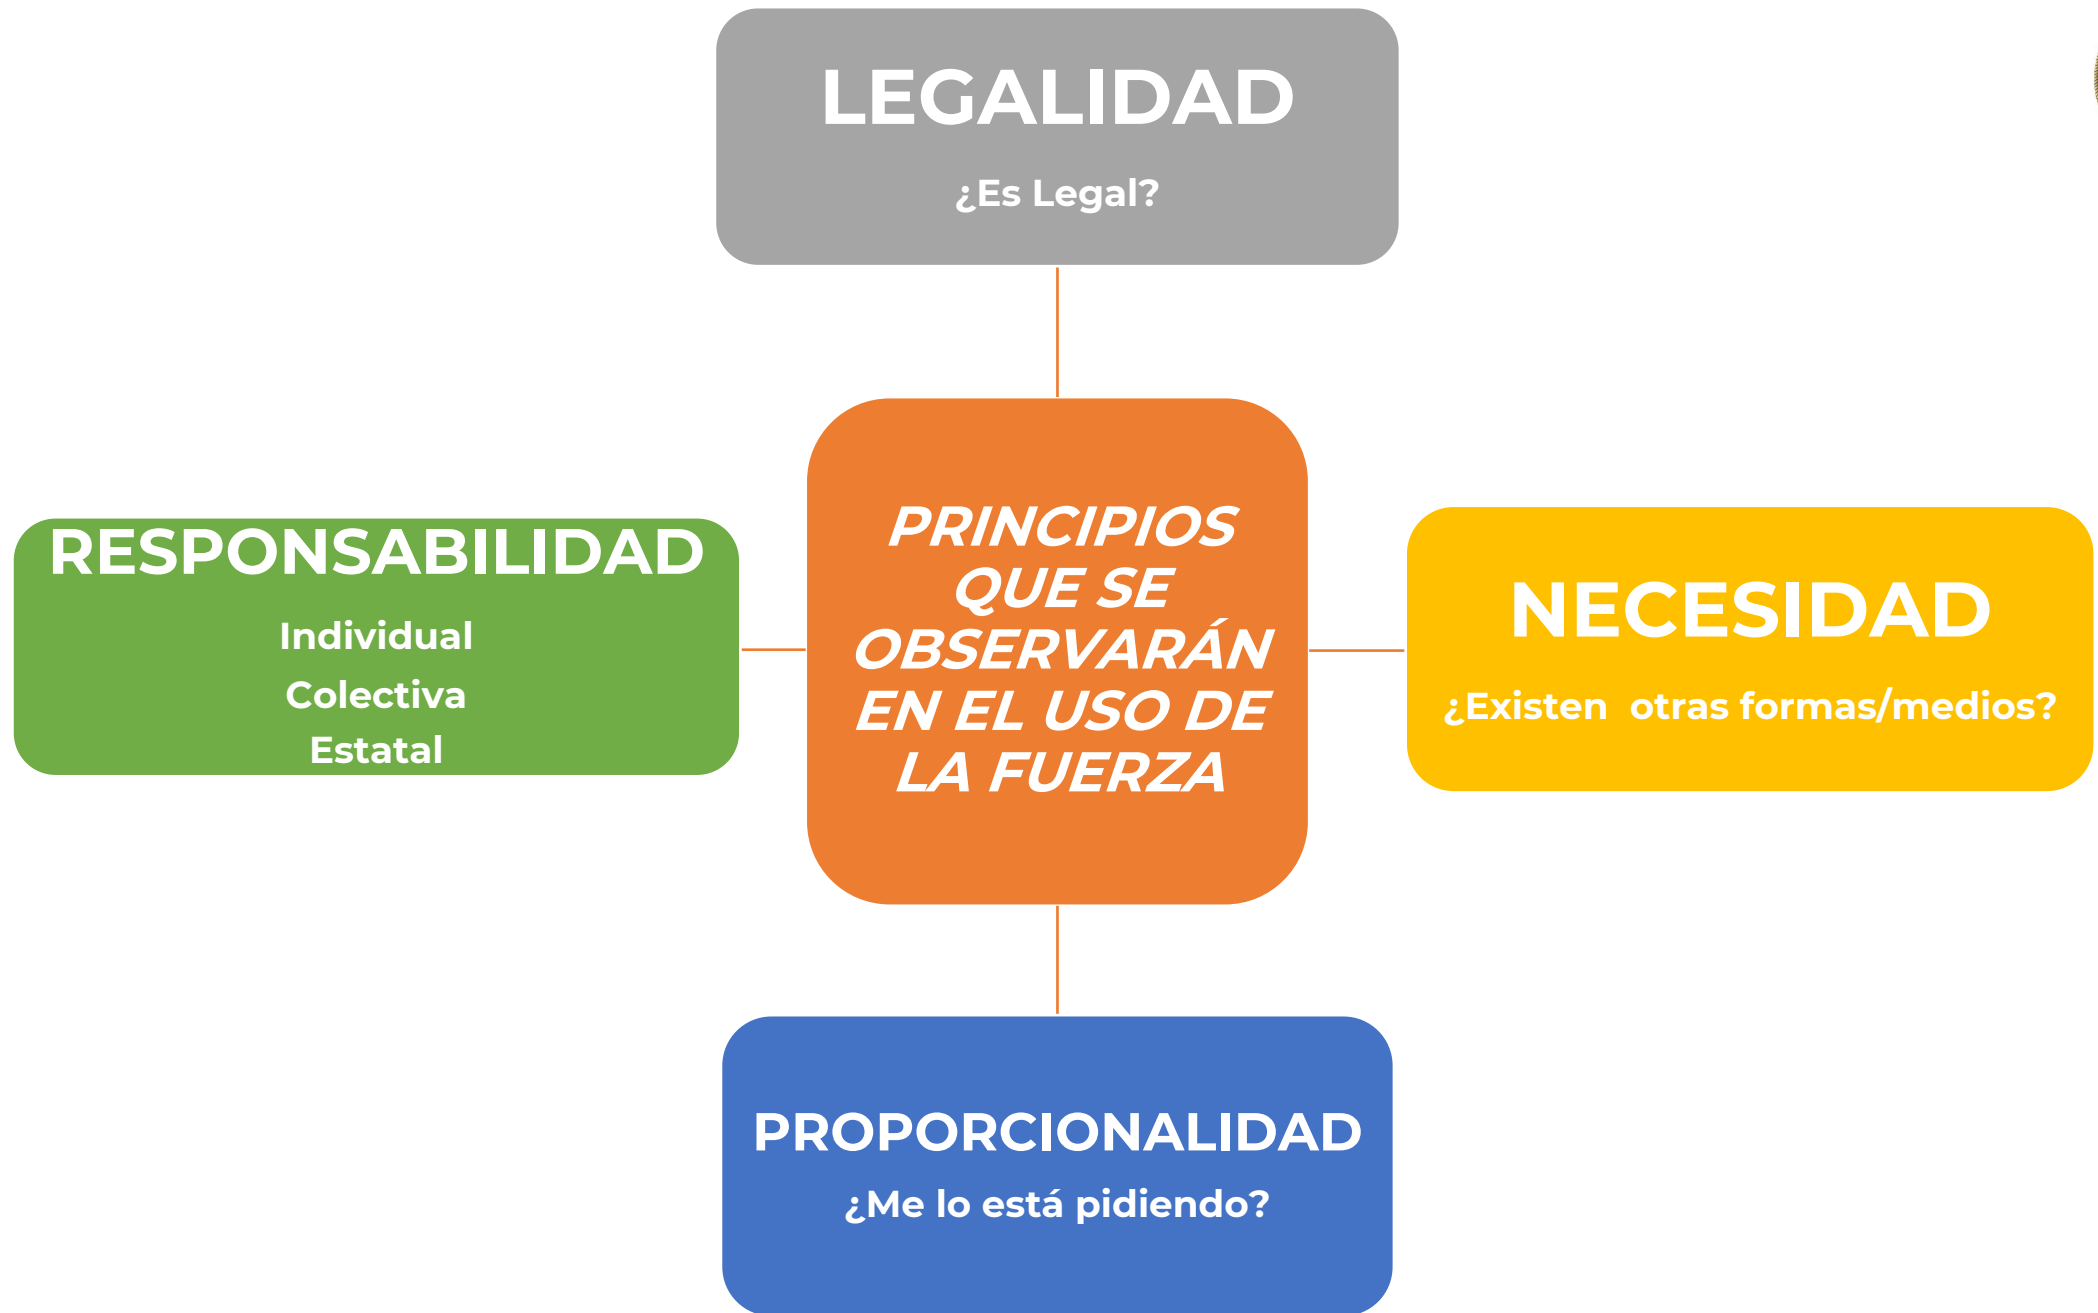 LEGALIDAD
¿Es Legal?
RESPONSABILIDAD
Individual
Colectiva
Estatal
PRINCIPIOS
QUE SE
OBSERVARÁN
EN EL USO DE
LA FUERZA
NECESIDAD
¿Existen  otras formas/medios?
PROPORCIONALIDAD
¿Me lo está pidiendo?